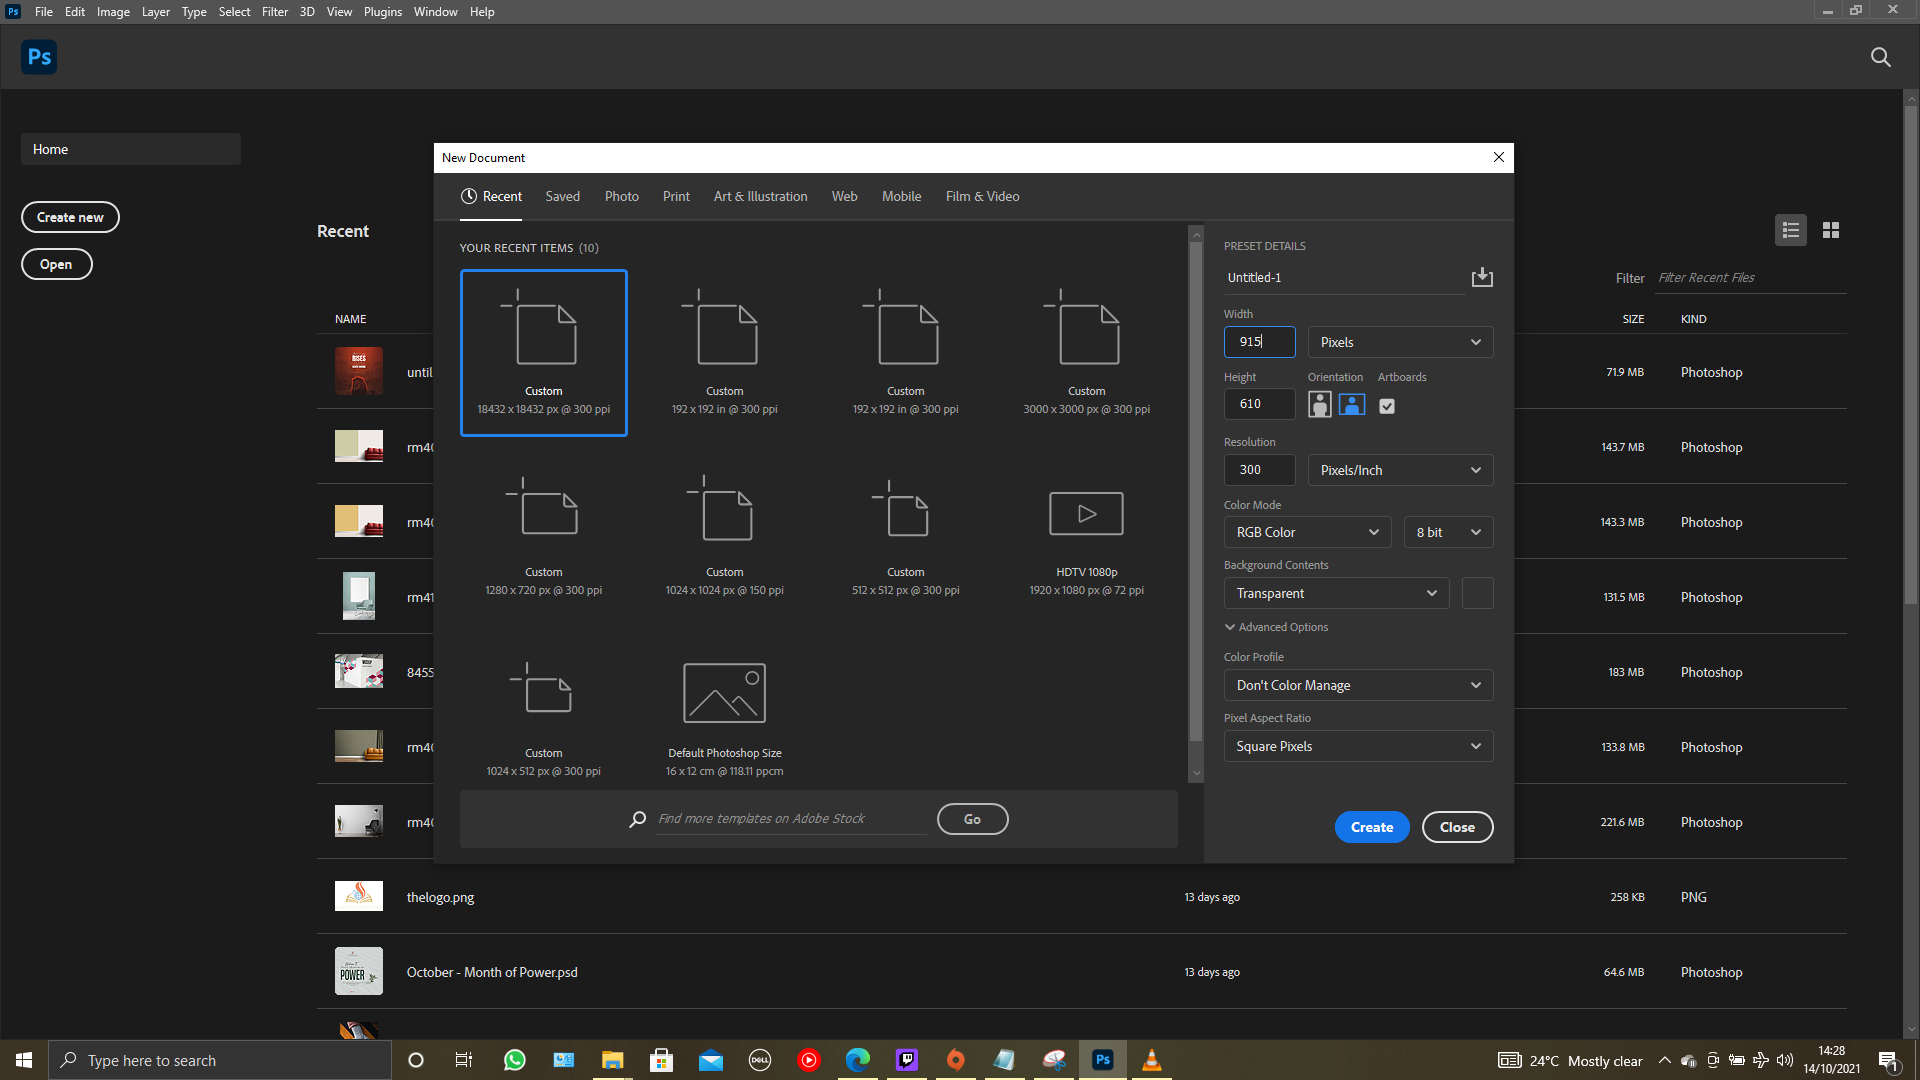 Ps File Edit Image Layer Type Select Filter 3D View Plugins Window Help
Ps
Home
Create new
Open
Recent
Filter Filter Recent Files
NAME SIZE KIND
New Document
Recent Saved Photo Print Art & Illustration Web Mobile Film & Video
YOUR RECENT ITEMS (10)
Custom
18432 x 18432 px @ 300 ppi
Custom
192 x 192 in @ 300 ppi
Custom
192 x 192 in @ 300 ppi
Custom
3000 x 3000 px @ 300 ppi
Custom
1280 x 720 px @ 300 ppi
Custom
1024 x 1024 px @ 150 ppi
Custom
512 x 512 px @ 300 ppi
HDTV 1080p
1920 x 1080 px @ 72 ppi
Custom
1024 x 512 px @ 300 ppi
Default Photoshop Size
16 x 12 cm @ 118.11 ppcm
Find more templates on Adobe Stock Go
PRESET DETAILS
Untitled-1
Width
915 Pixels
Height Orientation Artboards
610
Resolution
300 Pixels/Inch
Color Mode
RGB Color 8 bit
Background Contents
Transparent
Advanced Options
Color Profile
Don't Color Manage
Pixel Aspect Ratio
Square Pixels
Create Close
RISES
until 71.9 MB Photoshop
rm40 143.7 MB Photoshop
rm40 143.3 MB Photoshop
rm41 131.5 MB Photoshop
8455 183 MB Photoshop
rm40 133.8 MB Photoshop
rm40 221.6 MB Photoshop
thelogo.png 13 days ago 258 KB PNG
POWER
October - Month of Power.psd 13 days ago 64.6 MB Photoshop
Type here to search
DELL
Ps
24°C Mostly clear
14:28
14/10/2021
1